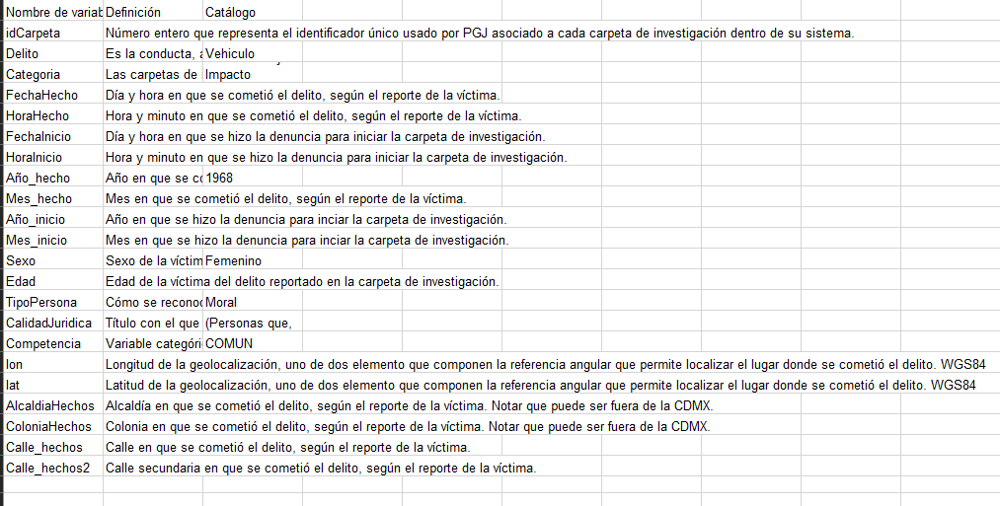 Nombre de variab Definición Catálogo
idCarpeta Número entero que representa el identificador único usado por PGJ asociado a cada carpeta de investigación dentro de su sistema.
Delito Es la conducta, Vehiculo
Categoria Las carpetas de Impacto
FechaHecho Día y hora en que se cometió el delito, según el reporte de la víctima.
HoraHecho Hora y minuto en que se cometió el delito, según el reporte de la víctima.
FechaInicio Día y hora en que se hizo la denuncia para iniciar la carpeta de investigación.
HoraInicio Hora y minuto en que se hizo la denuncia para iniciar la carpeta de investigación.
Año_hecho Año en que se co 1968
Mes_hecho Mes en que se cometió el delito, según el reporte de la víctima.
Año_inicio Año en que se hizo la denuncia para inciar la carpeta de investigación.
Mes_inicio Mes en que se hizo la denuncia para inciar la carpeta de investigación.
Sexo Sexo de la víctim Femenino
Edad Edad de la víctima del delito reportado en la carpeta de investigación.
TipoPersona Cómo se reconoc Moral
CalidadJuridica Título con el que (Personas que,
Competencia Variable categóri COMUN
lon Longitud de la geolocalización, uno de dos elemento que componen la referencia angular que permite localizar el lugar donde se cometió el delito. WGS84
lat Latitud de la geolocalización, uno de dos elemento que componen la referencia angular que permite localizar el lugar donde se cometió el delito. WGS84
AlcaldiaHechos Alcaldía en que se cometió el delito, según el reporte de la víctima. Notar que puede ser fuera de la CDMX.
ColoniaHechos Colonia en que se cometió el delito, según el reporte de la víctima. Notar que puede ser fuera de la CDMX.
Calle_hechos Calle en que se cometió el delito, según el reporte de la víctima.
Calle_hechos2 Calle secundaria en que se cometió el delito, según el reporte de la víctima.